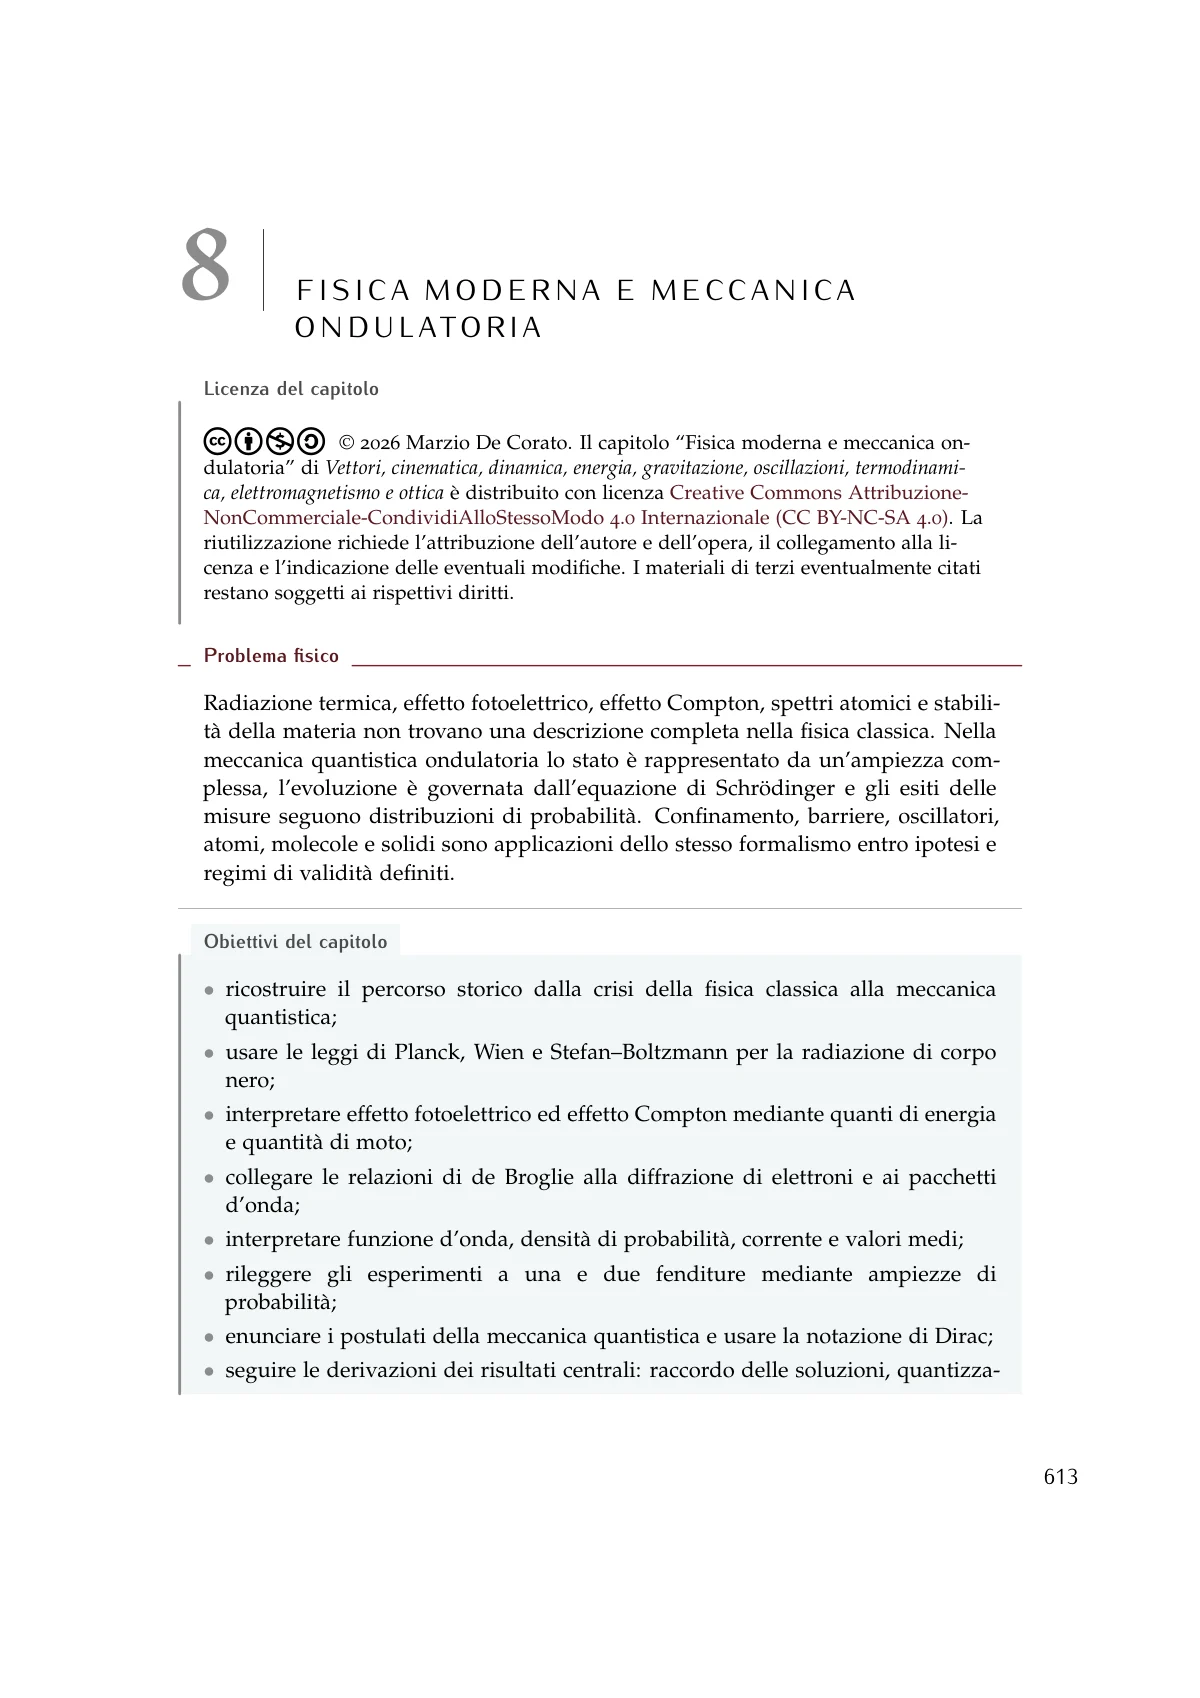 8
FISICA MODERNA E MECCANICA
ONDULATORIA
Licenza del capitolo
© 2026 Marzio De Corato. Il capitolo “Fisica moderna e meccanica on-
dulatoria” di Vettori, cinematica, dinamica, energia, gravitazione, oscillazioni, termodinami-
ca, elettromagnetismo e ottica è distribuito con licenza Creative Commons Attribuzione-
NonCommerciale-CondividiAlloStessoModo 4.0 Internazionale (CC BY-NC-SA 4.0). La
riutilizzazione richiede l’attribuzione dell’autore e dell’opera, il collegamento alla li-
cenza e l’indicazione delle eventuali modifiche. I materiali di terzi eventualmente citati
restano soggetti ai rispettivi diritti.
Problema fisico
Radiazione termica, effetto fotoelettrico, effetto Compton, spettri atomici e stabili-
tà della materia non trovano una descrizione completa nella fisica classica. Nella
meccanica quantistica ondulatoria lo stato è rappresentato da un’ampiezza com-
plessa, l’evoluzione è governata dall’equazione di Schrödinger e gli esiti delle
misure seguono distribuzioni di probabilità. Confinamento, barriere, oscillatori,
atomi, molecole e solidi sono applicazioni dello stesso formalismo entro ipotesi e
regimi di validità definiti.
Obiettivi del capitolo
• ricostruire il percorso storico dalla crisi della fisica classica alla meccanica
quantistica;
• usare le leggi di Planck, Wien e Stefan–Boltzmann per la radiazione di corpo
nero;
• interpretare effetto fotoelettrico ed effetto Compton mediante quanti di energia
e quantità di moto;
• collegare le relazioni di de Broglie alla diffrazione di elettroni e ai pacchetti
d’onda;
• interpretare funzione d’onda, densità di probabilità, corrente e valori medi;
• rileggere gli esperimenti a una e due fenditure mediante ampiezze di
probabilità;
• enunciare i postulati della meccanica quantistica e usare la notazione di Dirac;
• seguire le derivazioni dei risultati centrali: raccordo delle soluzioni, quantizza-
613